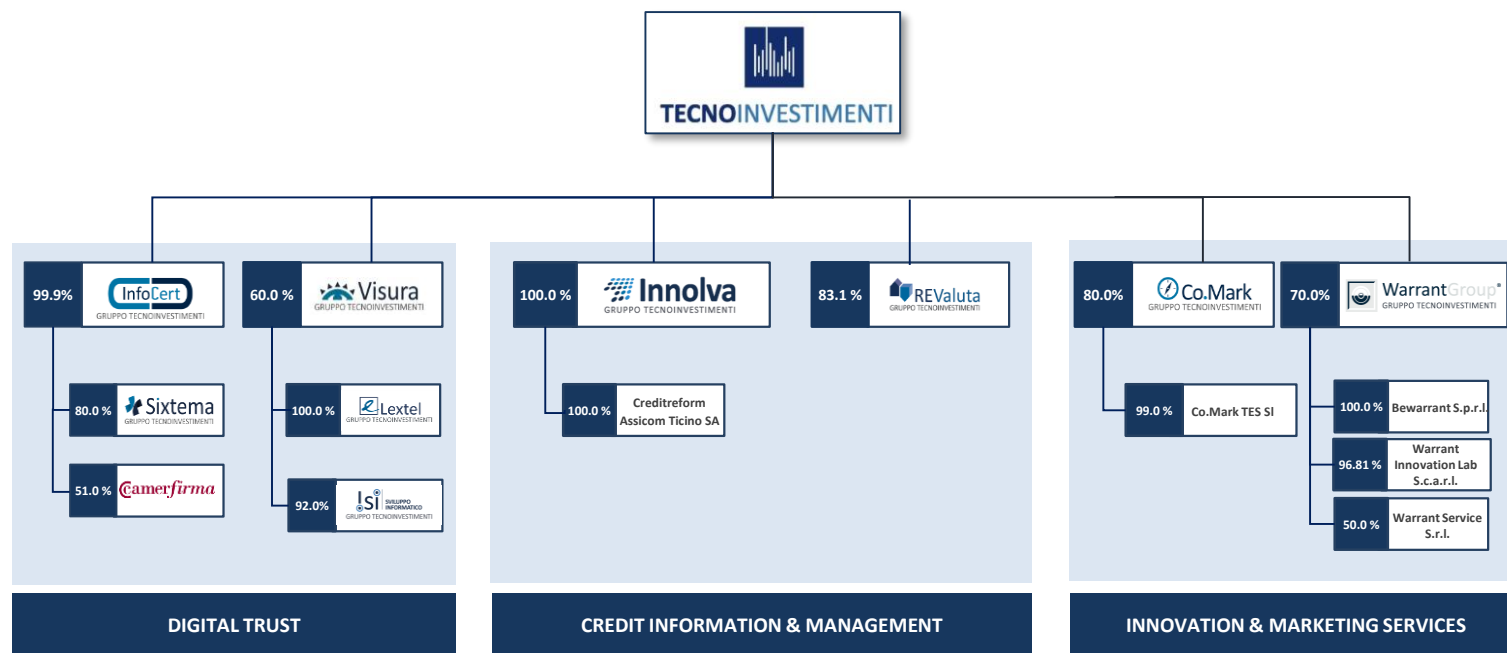 TECNOINVESTIMENTI
99.9%
InfoCert
GRUPPO TECNOINVESTIMENTI
60.0 %
Visura
GRUPPO TECNOINVESTIMENTI
100.0 %
Innolva
GRUPPO TECNOINVESTIMENTI
83.1 %
REValuta
GRUPPO TECNOINVESTIMENTI
80.0%
Co.Mark
GRUPPO TECNOINVESTIMENTI
70.0%
WarrantGroup
GRUPPO TECNOINVESTIMENTI
80.0 %
Sixtema
GRUPPO TECNOINVESTIMENTI
100.0 %
Lextel
GRUPPO TECNOINVESTIMENTI
100.0 %
Creditreform
Assicom Ticino SA
99.0 %
Co.Mark TES Sl
100.0 %
Bewarrant S.p.r.l.
51.0 %
Camerfirma
92.0%
Si SVILUPPO
INFORMATICO
GRUPPO TECNOINVESTIMENTI
96.81 %
Warrant
Innovation Lab
S.c.a.r.l.
50.0 %
Warrant Service
S.r.l.
DIGITAL TRUST
CREDIT INFORMATION & MANAGEMENT
INNOVATION & MARKETING SERVICES